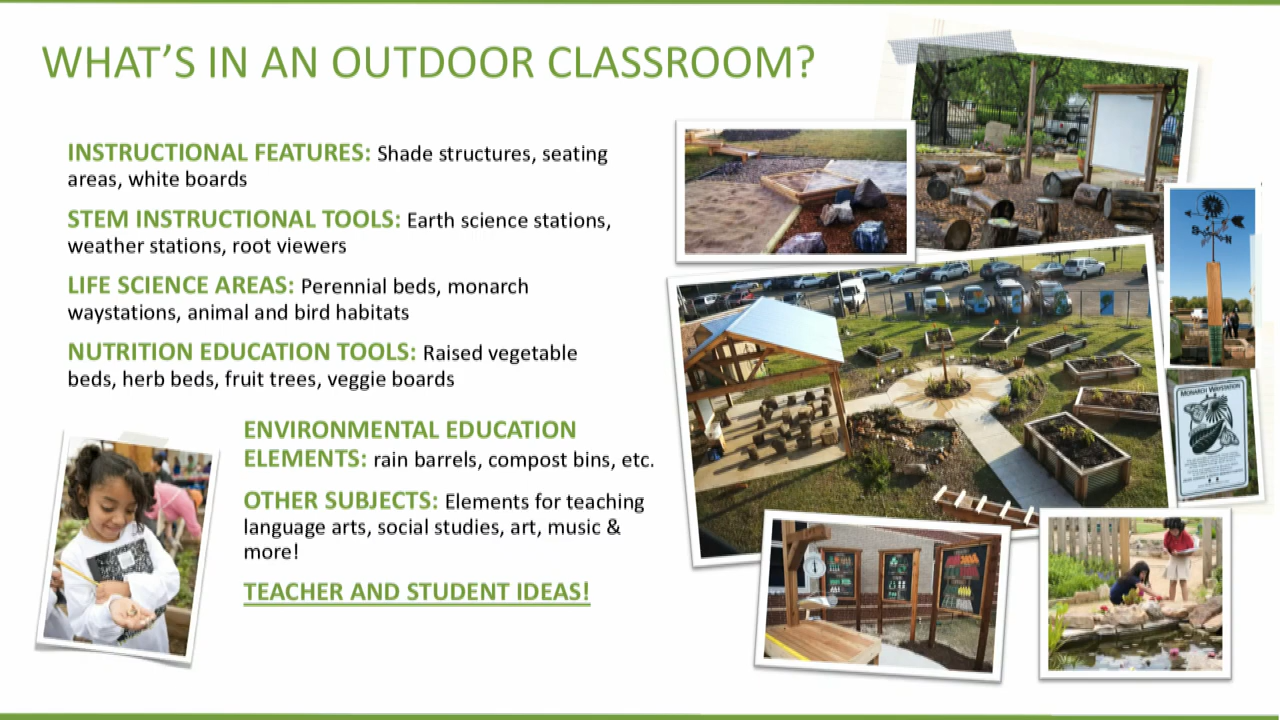 WHAT'S IN AN OUTDOOR CLASSROOM?
INSTRUCTIONAL FEATURES: Shade structures, seating
areas, white boards
STEM INSTRUCTIONAL TOOLS: Earth science stations,
weather stations, root viewers
LIFE SCIENCE AREAS: Perennial beds, monarch
waystations, animal and bird habitats
NUTRITION EDUCATION TOOLS: Raised vegetable
beds, herb beds, fruit trees, veggie boards
ENVIRONMENTAL EDUCATION
ELEMENTS: rain barrels, compost bins, etc.
OTHER SUBJECTS: Elements for teaching
language arts, social studies, art, music &
more!
TEACHER AND STUDENT IDEAS!
MONARCH WAYSTATION